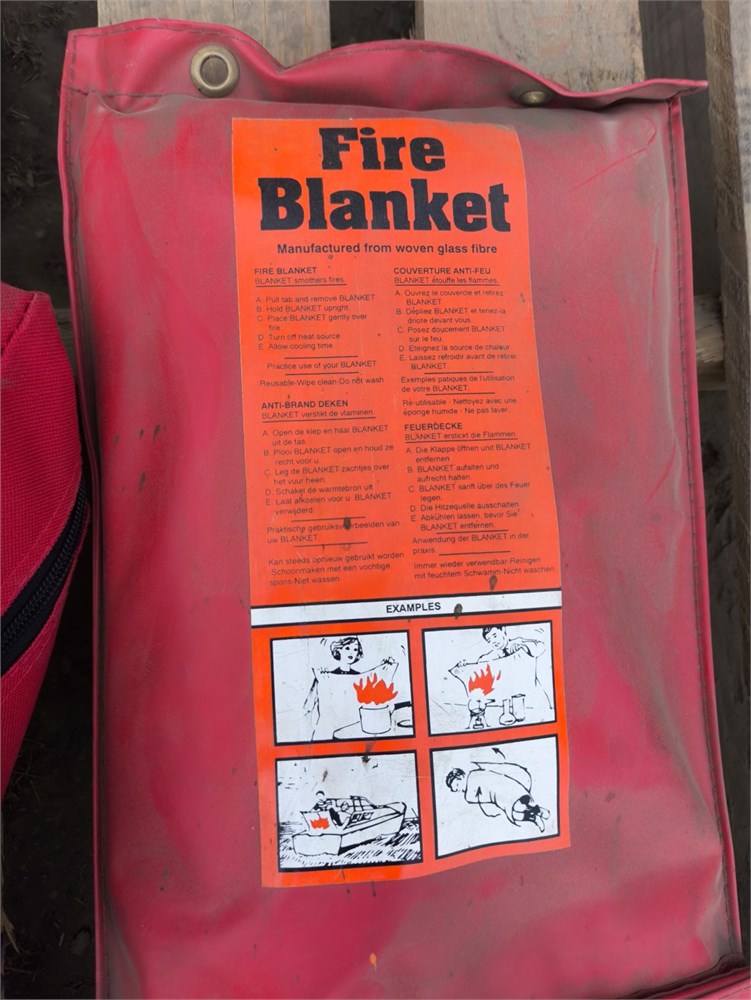 Fire
Blanket
Manufactured from woven glass fibre
FIRE BLANKET
BLANKET smothers fires.
A. Pull tab and remove BLANKET
B. Hold BLANKET upright.
C. Place BLANKET gently over
fire.
D. Turn off heat source
E. Allow cooling time.
Practice use of your BLANKET
Reusable-Wipe clean-Do not wash
COUVERTURE ANTI-FEU
BLANKET étouffe les flammes.
A. Ouvrez le couvercle et retirez
BLANKET
B. Dépliez BLANKET et tenez-la
droite devant vous.
C. Posez doucement BLANKET
sur le feu.
D. Eteignez la source de chaleur
E. Laissez refroidir avant de retirer
BLANKET
Exemples patiques de l'utilisation
de votre BLANKET.
Ré-utilisable - Nettoyez avec une
éponge humide - Ne pas laver
ANTI-BRAND DEKEN
BLANKET verstikt de vlammen.
A. Open de klep en haal BLANKET
uit de tas.
B. Plooi BLANKET open en houd ze
recht voor u.
C. Leg de BLANKET zachtjes over
het vuur heen.
D. Schakel de warmtebron uit
E. Laat afkoelen voor u BLANKET
verwijderd.
Praktische gebruiksvoorbeelden van
uw BLANKET
Kan steeds opnieuw gebruikt worden
Schoonmaken met een vochtige
spons-Niet wassen
FEUERDECKE
BLANKET erstickt die Flammen.
A. Die Klappe öffnen und BLANKET
entfernen.
B. BLANKET aufalten und
aufrecht halten.
C. BLANKET sanft über des Feuer
legen.
D. Die Hitzequelle ausschalten.
E. Abkühlen lassen, bevor Sie
BLANKET entfernen.
Anwendung der BLANKET in der
praxis.
Immer wieder verwendbar-Reinigen
mit feuchtem Schwamm-Nicht waschen
EXAMPLES